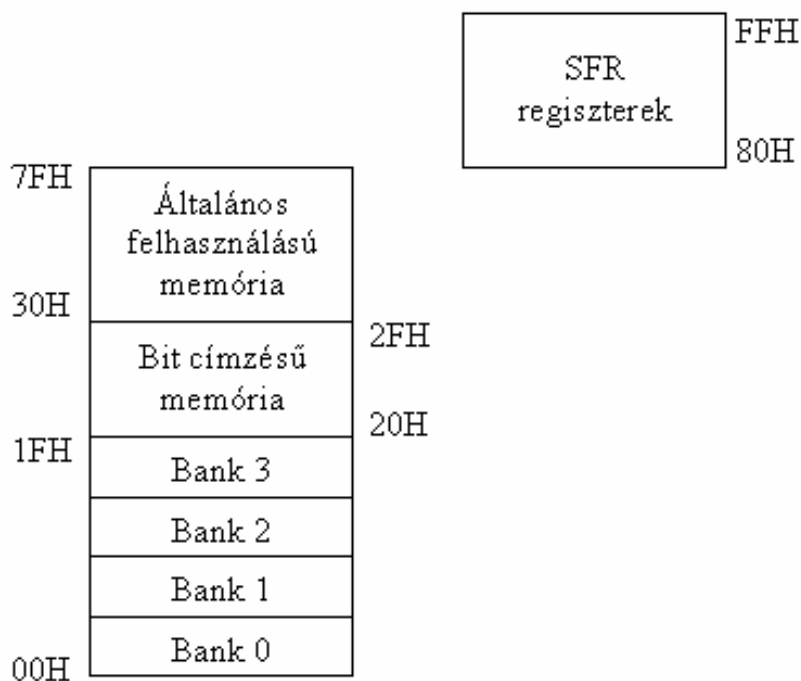 FFH
SFR
regiszterek
80H
7FH
Általános
felhasználású
memória
30H
2FH
Bit címzésű
memória
20H
1FH
Bank 3
Bank 2
Bank 1
Bank 0
00H